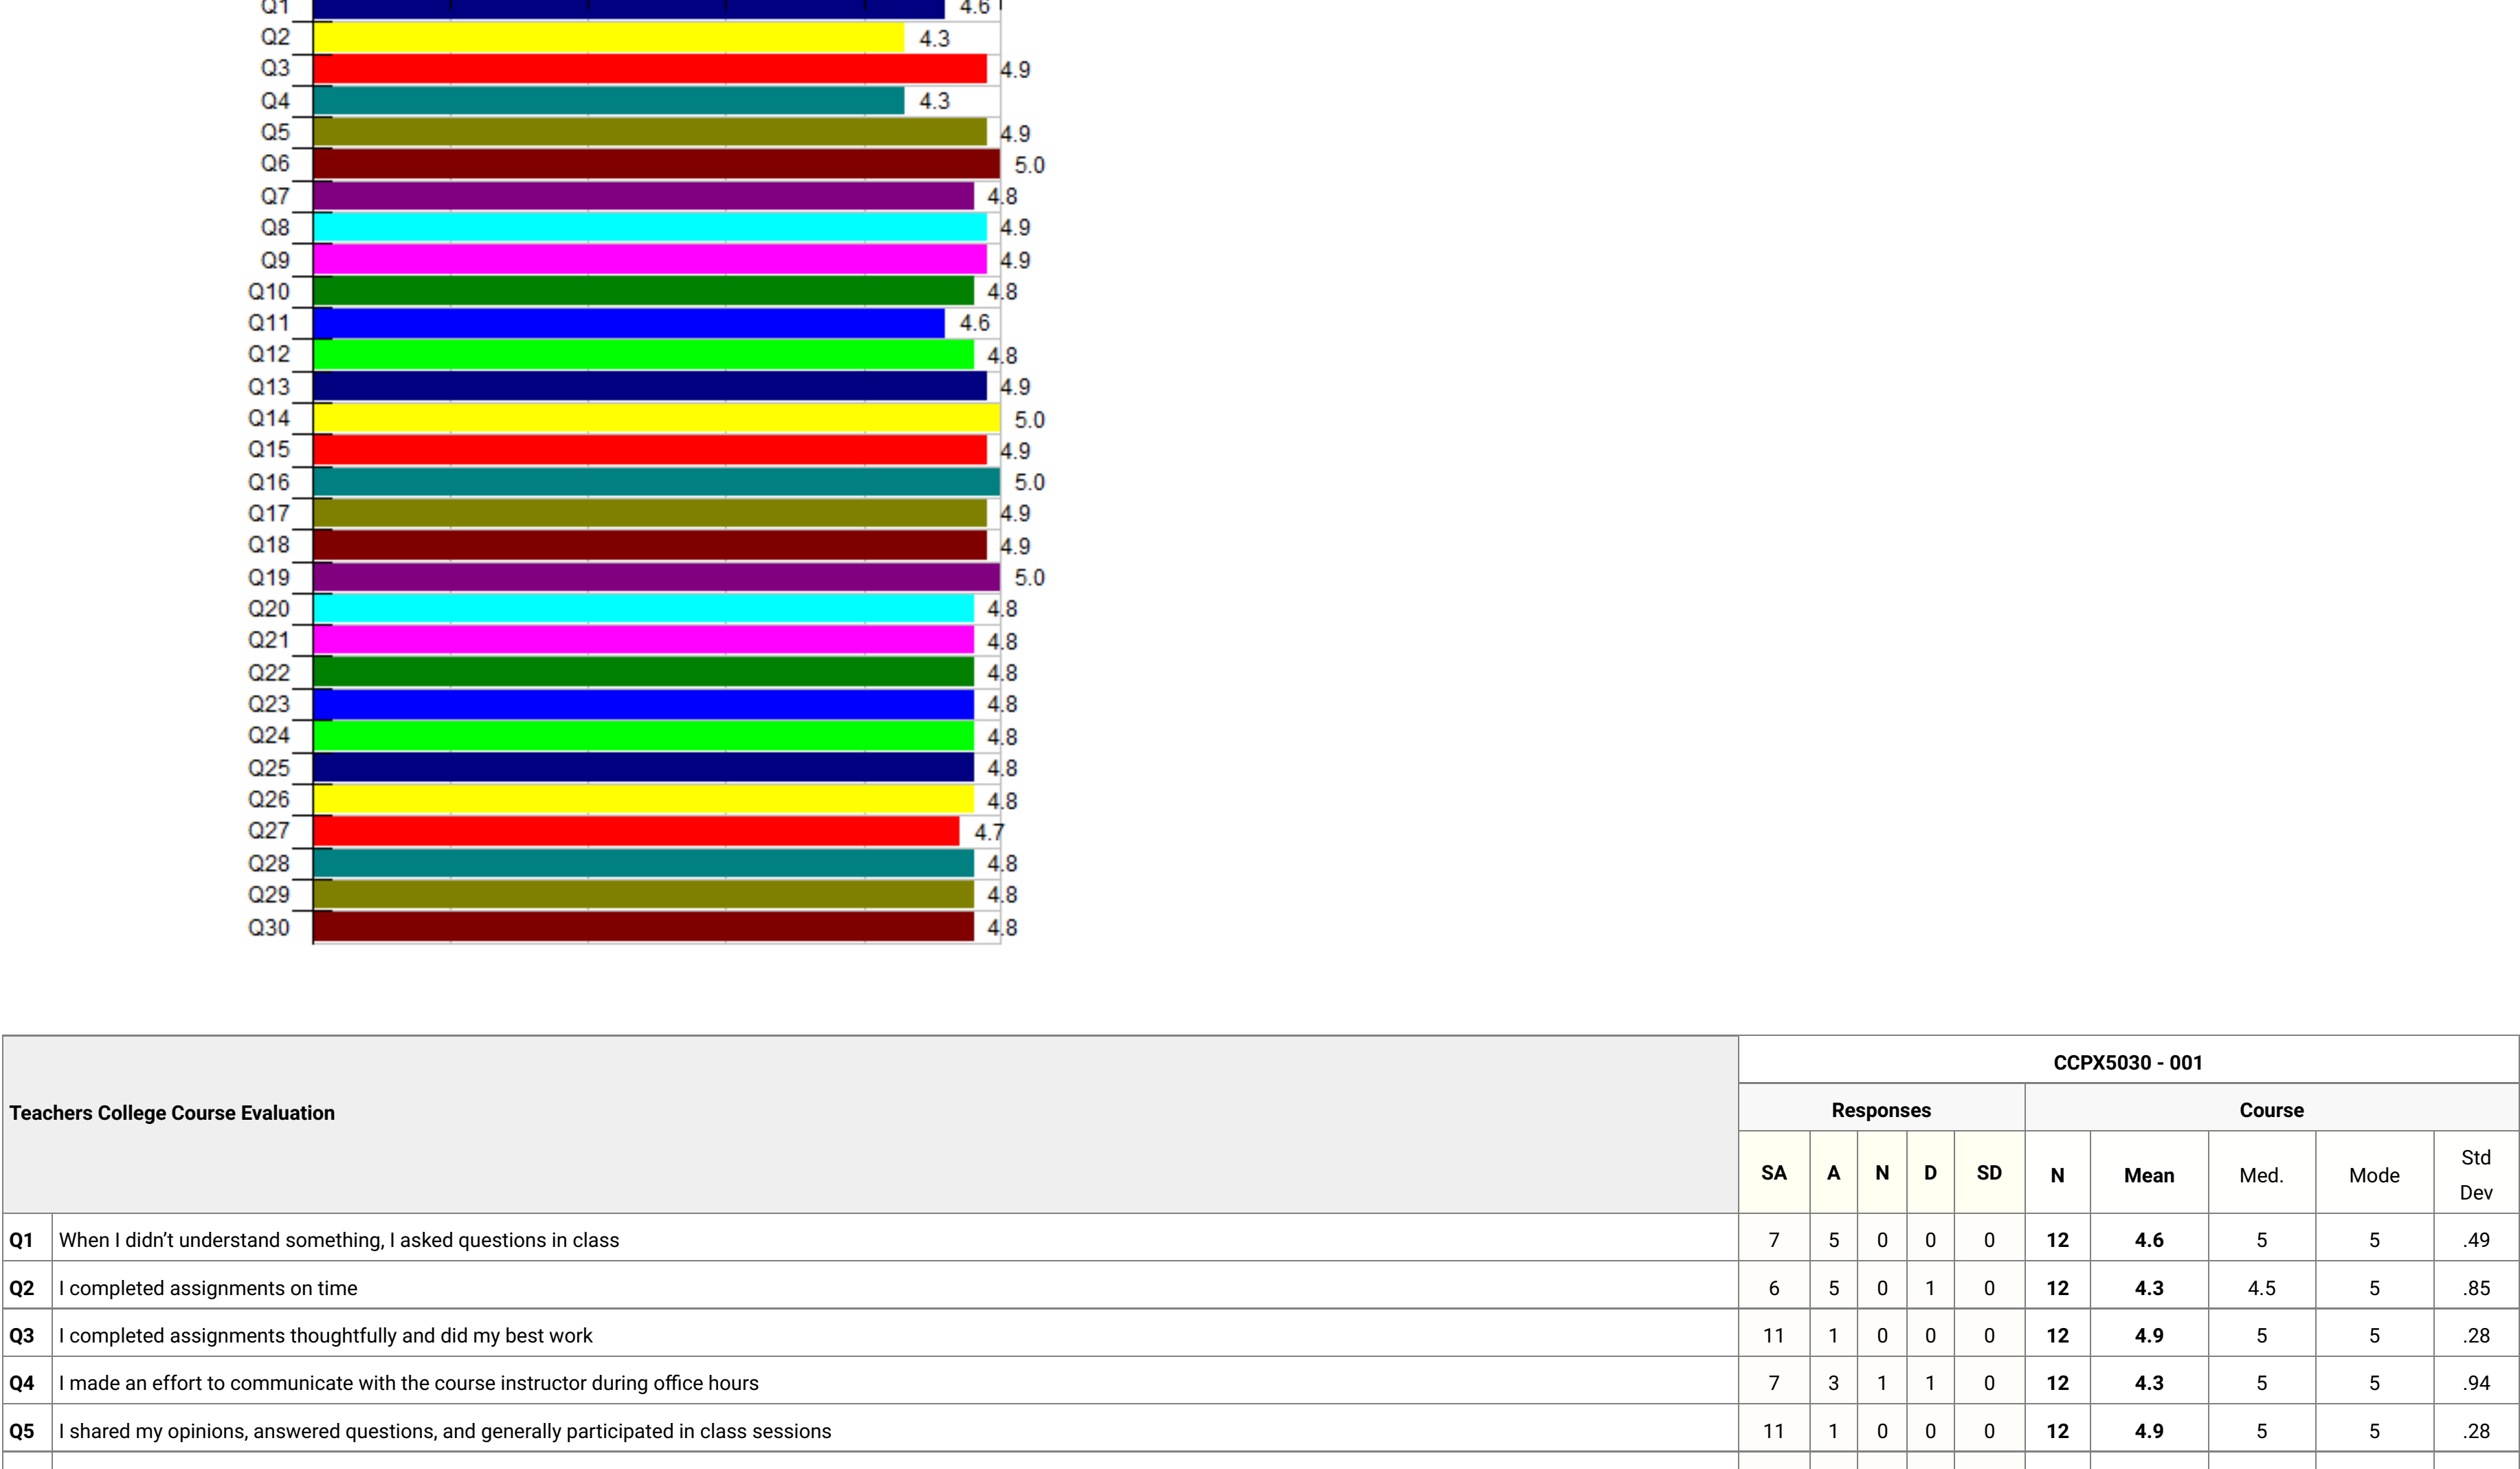 Q1 4.6
Q2 4.3
Q3 4.9
Q4 4.3
Q5 4.9
Q6 5.0
Q7 4.8
Q8 4.9
Q9 4.9
Q10 4.8
Q11 4.6
Q12 4.8
Q13 4.9
Q14 5.0
Q15 4.9
Q16 5.0
Q17 4.9
Q18 4.9
Q19 5.0
Q20 4.8
Q21 4.8
Q22 4.8
Q23 4.8
Q24 4.8
Q25 4.8
Q26 4.8
Q27 4.7
Q28 4.8
Q29 4.8
Q30 4.8
CCPX5030 - 001
Teachers College Course Evaluation
Responses Course
SA A N D SD N Mean Med. Mode Std Dev
Q1 When I didn’t understand something, I asked questions in class 7 5 0 0 0 12 4.6 5 5 .49
Q2 I completed assignments on time 6 5 0 1 0 12 4.3 4.5 5 .85
Q3 I completed assignments thoughtfully and did my best work 11 1 0 0 0 12 4.9 5 5 .28
Q4 I made an effort to communicate with the course instructor during office hours 7 3 1 1 0 12 4.3 5 5 .94
Q5 I shared my opinions, answered questions, and generally participated in class sessions 11 1 0 0 0 12 4.9 5 5 .28